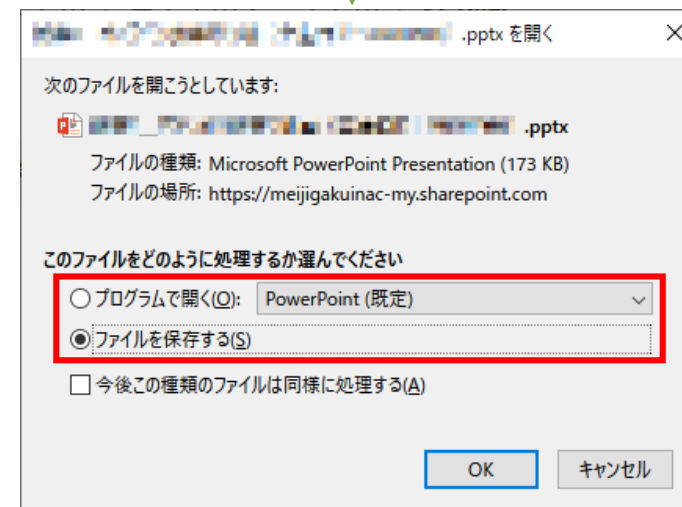 .pptx を開く
次のファイルを開こうとしています:
.pptx
ファイルの種類: Microsoft PowerPoint Presentation (173 KB)
ファイルの場所: https://meijigakuinac-my.sharepoint.com
このファイルをどのように処理するか選んでください
プログラムで開く(O): PowerPoint (既定)
ファイルを保存する(S)
今後この種類のファイルは同様に処理する(A)
OK キャンセル